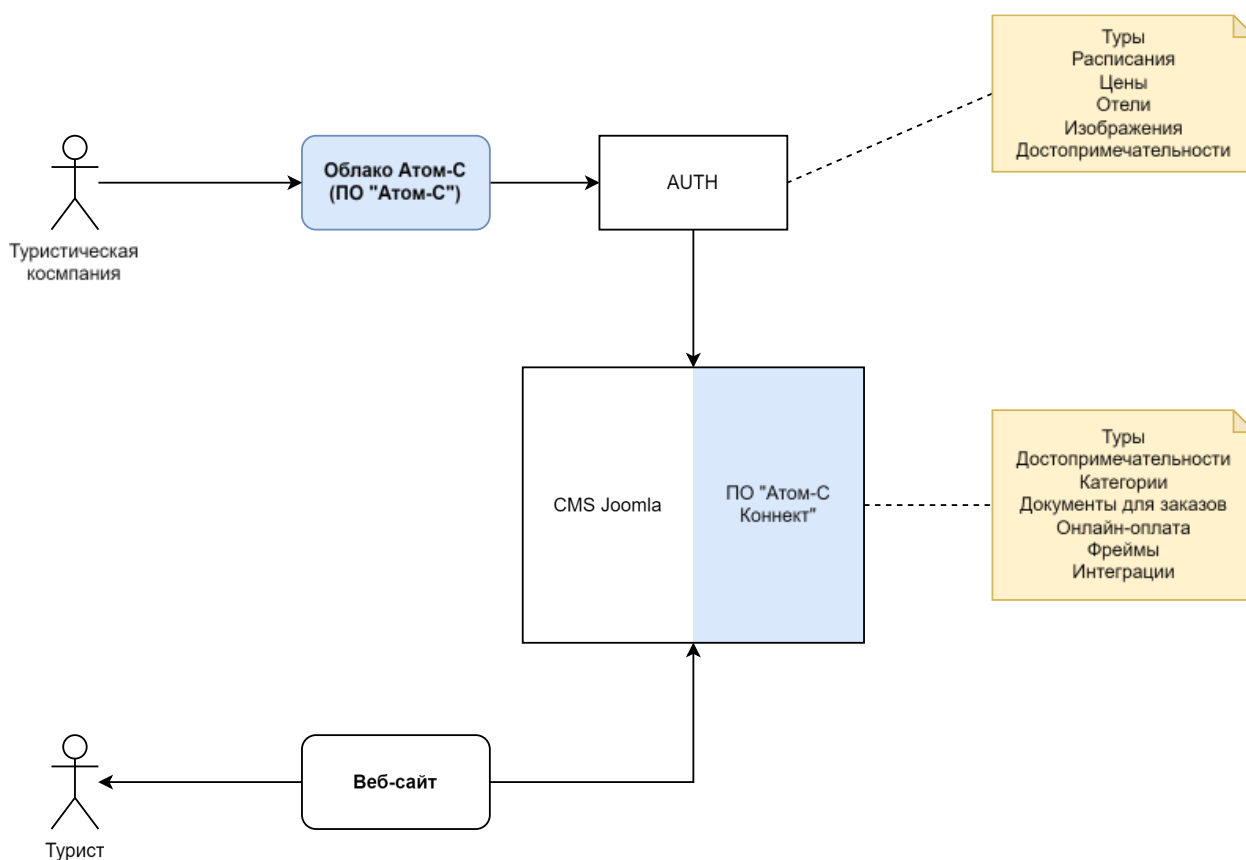 Туры
Расписания
Цены
Отели
Изображения
Достопримечательности
Облако Атом-С
(ПО "Атом-С")
AUTH
Туристическая
космпания
CMS Joomla
ПО "Атом-С
Коннект"
Туры
Достопримечательности
Категории
Документы для заказов
Онлайн-оплата
Фреймы
Интеграции
Веб-сайт
Турист